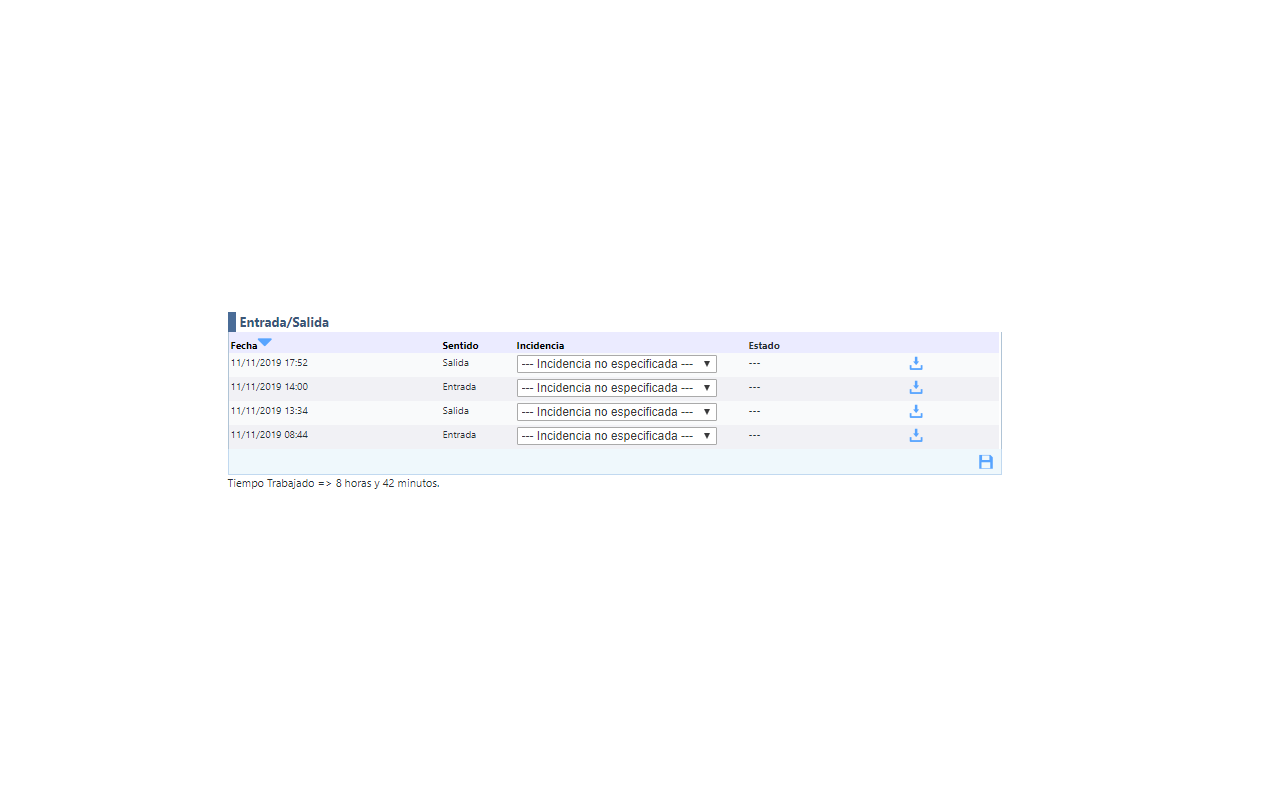 Entrada/Salida
Fecha Sentido Incidencia Estado
11/11/2019 17:52 Salida --- Incidencia no especificada --- ---
11/11/2019 14:00 Entrada --- Incidencia no especificada --- ---
11/11/2019 13:34 Salida --- Incidencia no especificada --- ---
11/11/2019 08:44 Entrada --- Incidencia no especificada --- ---
Tiempo Trabajado => 8 horas y 42 minutos.